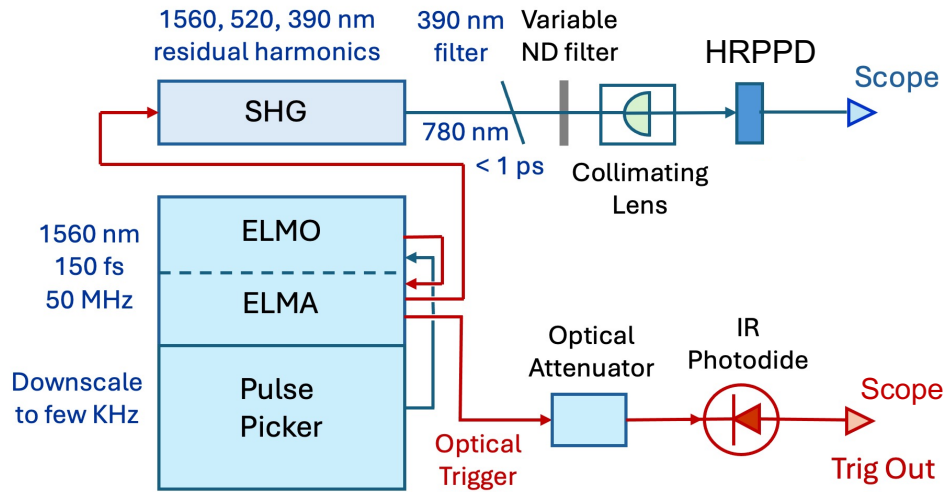 1560, 520, 390 nm
residual harmonics
390 nm
filter
Variable
ND filter
HRPPD
Scope
SHG
780 nm
< 1 ps
Collimating
Lens
1560 nm
150 fs
50 MHz
ELMO
ELMA
Downscale
to few KHz
Pulse
Picker
Optical
Trigger
Optical
Attenuator
IR
Photodide
Scope
Trig Out